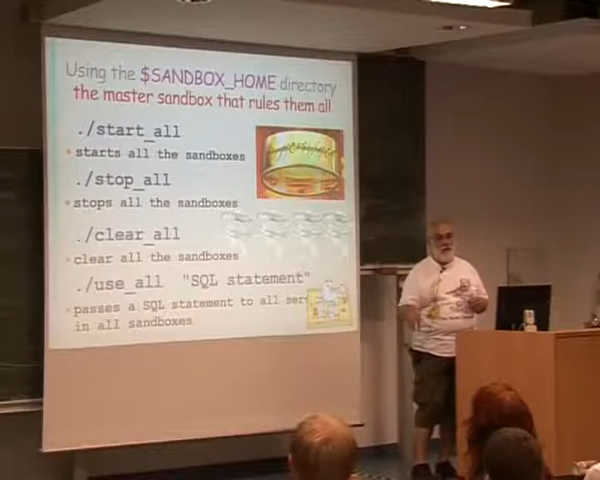 Using the $SANDBOX_HOME directory
the master sandbox that rules them all
./start_all
starts all the sandboxes
./stop_all
stops all the sandboxes
./clear_all
clear all the sandboxes
./use_all "SQL statement"
passes a SQL statement to all
in all sandboxes